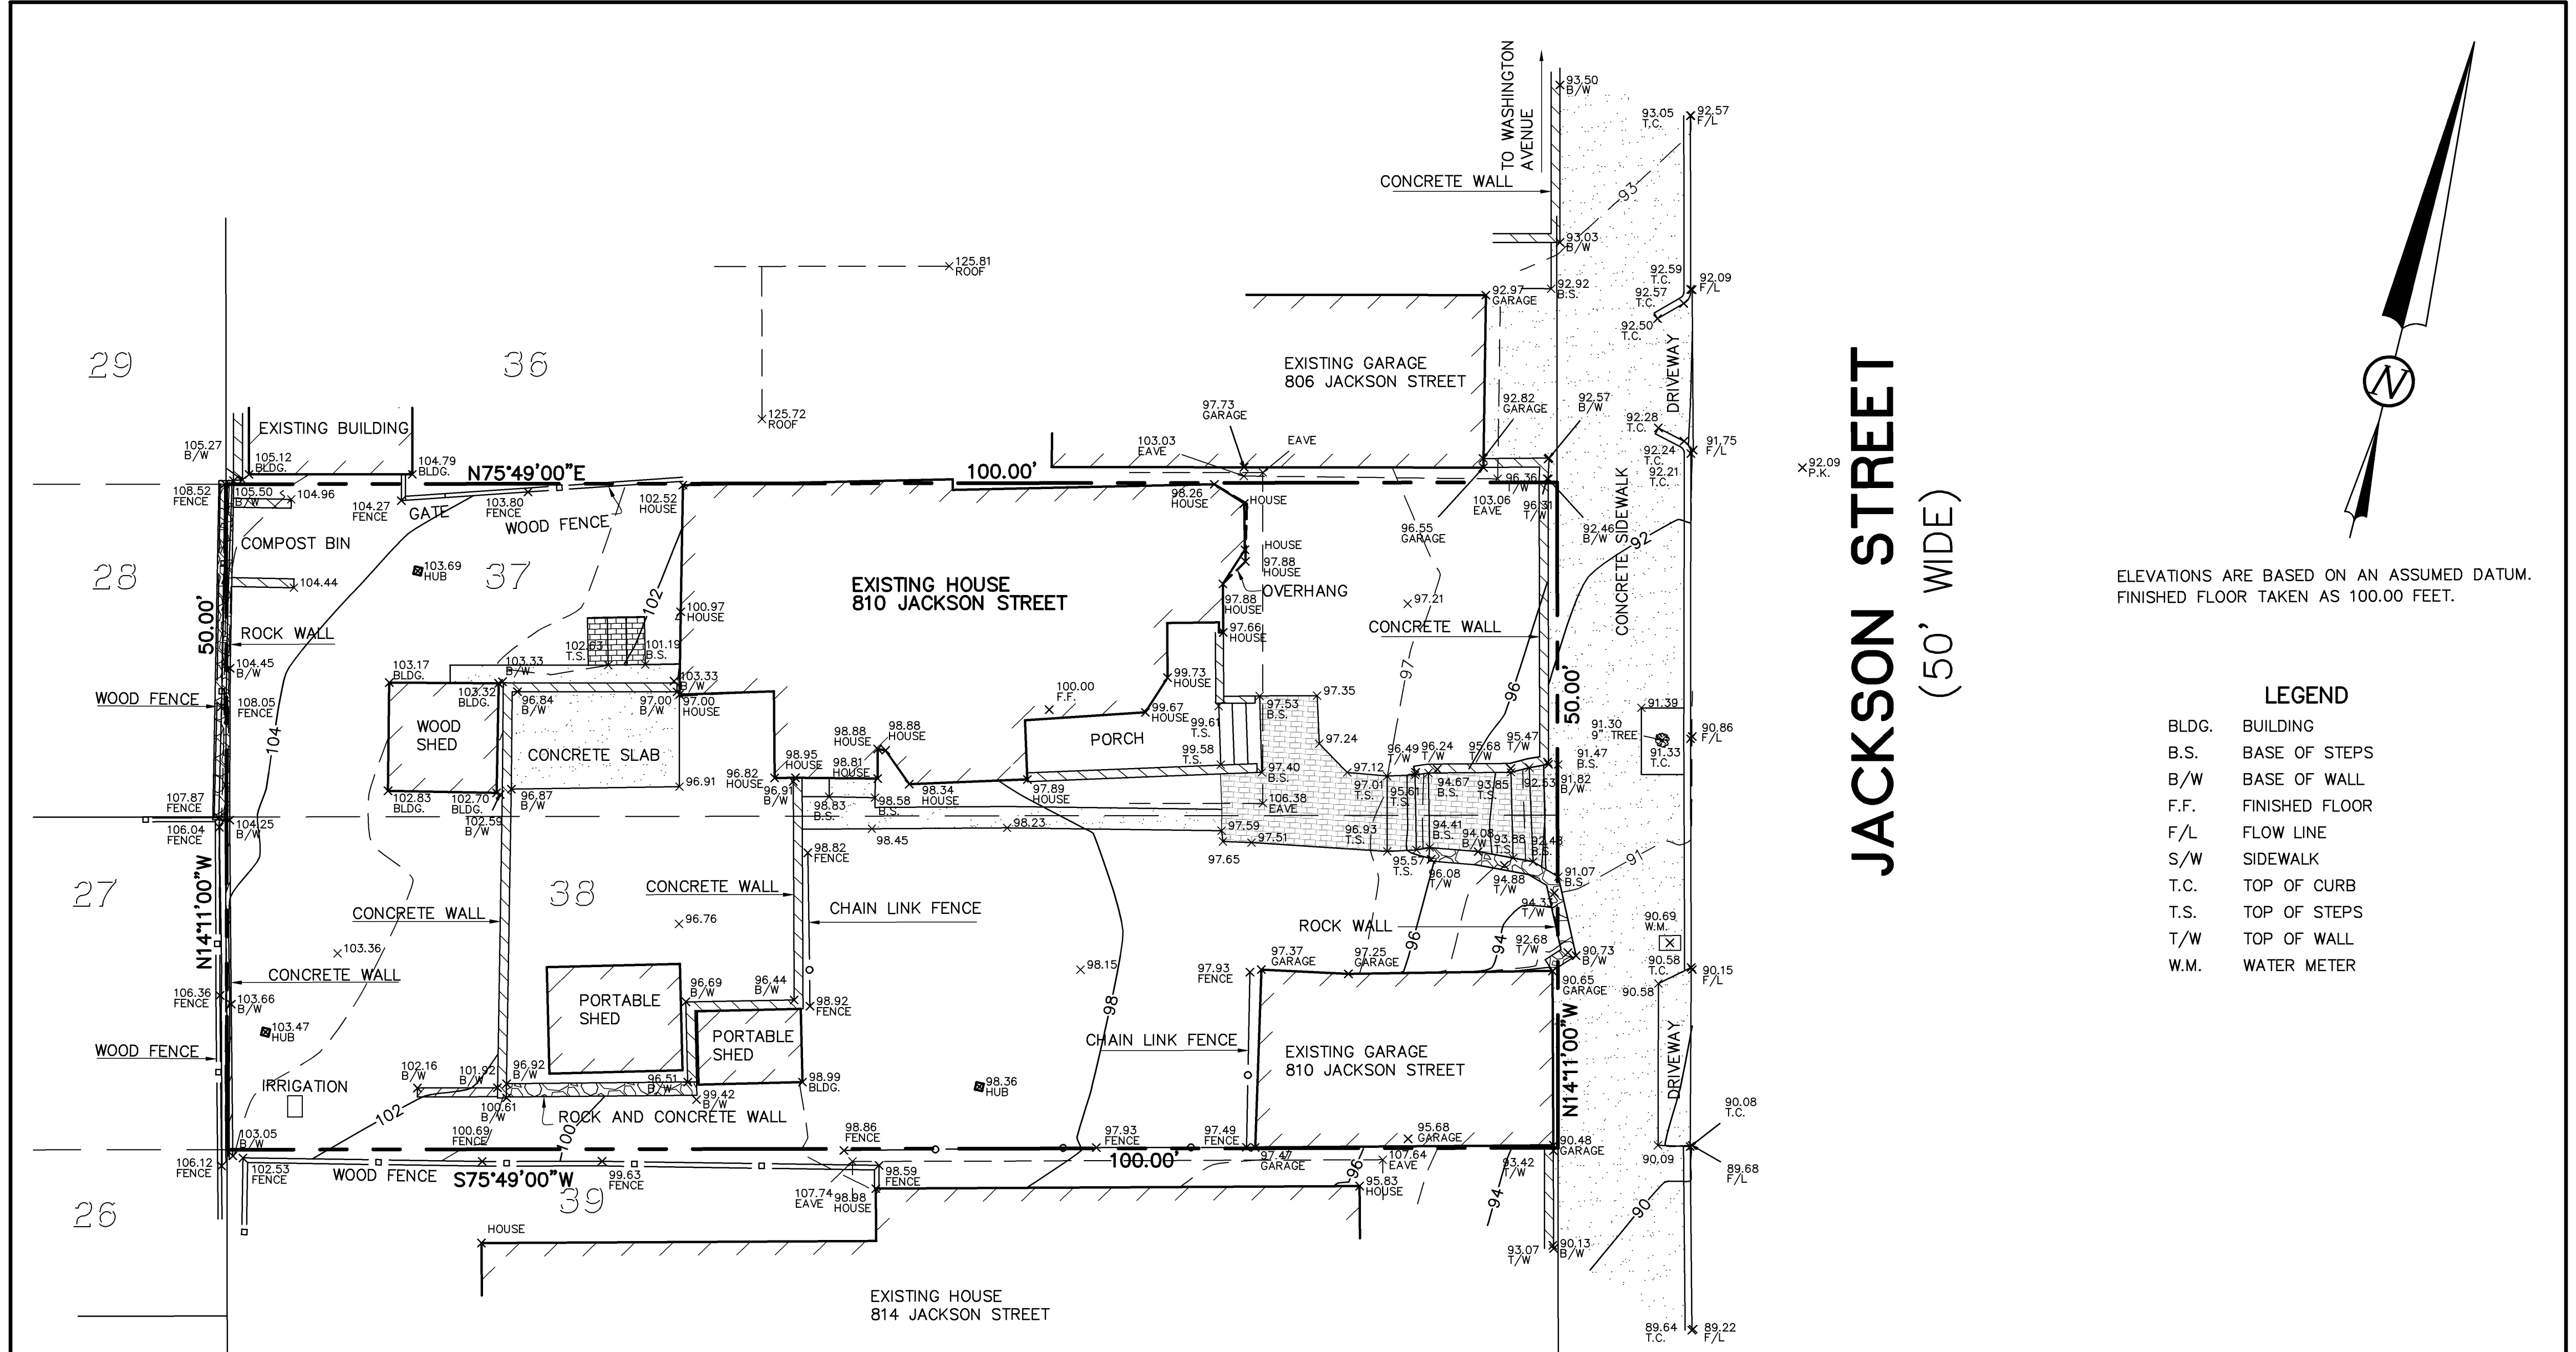 TO WASHINGTON
AVENUE
93.50
B/W
93.05
T.C.
92.57
F/L
CONCRETE WALL
93
93.03
B/W
125.81
ROOF
92.97
GARAGE
92.92
B.S.
92.59
T.C.
92.09
F/L
92.57
T.C.
92.50
T.C.
DRIVEWAY
29
36
EXISTING GARAGE
806 JACKSON STREET
125.72
ROOF
97.73
GARAGE
92.82
GARAGE
92.57
B/W
92.28
T.C.
91.75
F/L
92.24
T.C.
92.21
T.C.
92.09
P.K.
105.27
B/W
EXISTING BUILDING
105.12
BLDG.
104.79
BLDG.
N75°49'00"E
100.00'
103.03
EAVE
EAVE
108.52
FENCE
105.50
B/W
104.96
104.27
FENCE
GATE
103.80
FENCE
WOOD FENCE
102.52
HOUSE
98.26
HOUSE
HOUSE
103.06
EAVE
96.36
T/W
96.31
T/W
92.46
B/W
96.55
GARAGE
CONCRETE SIDEWALK
92
COMPOST BIN
28
103.69
HUB
37
104.44
HOUSE
97.88
HOUSE
OVERHANG
EXISTING HOUSE
810 JACKSON STREET
102
100.97
HOUSE
97.88
HOUSE
97.21
97.66
HOUSE
CONCRETE WALL
50.00'
ROCK WALL
104.45
B/W
103.17
BLDG.
103.33
B/W
T.S.
101.19
B.S.
103.33
B/W
99.73
HOUSE
97
96
50.00'
WOOD FENCE
108.05
FENCE
104
WOOD
SHED
103.32
BLDG.
96.84
B/W
97.00
B/W
97.00
HOUSE
CONCRETE SLAB
100.00
F.F.
99.67
HOUSE
99.61
T.S.
97.53
B.S.
97.35
97.24
91.30
9" TREE
91.39
91.33
T.C.
90.86
F/L
98.88
HOUSE
98.88
HOUSE
PORCH
99.58
T.S.
96.49
T/W
96.24
T/W
95.68
T/W
95.47
T/W
91.47
B.S.
98.95
HOUSE
98.81
HOUSE
96.82
HOUSE
96.91
96.91
B/W
98.83
B.S.
98.58
B.S.
98.34
HOUSE
97.89
HOUSE
97.40
B.S.
97.12
97.01
T.S.
95.61
T.S.
94.67
B.S.
93.85
T.S.
92.53
91.82
B/W
106.38
EAVE
107.87
FENCE
106.04
FENCE
104.25
B/W
102.83
BLDG.
102.70
BLDG.
102.59
B/W
96.87
B/W
98.45
98.23
97.59
97.51
97.65
96.93
T.S.
94.41
B.S.
94.08
B/W
93.88
T.S.
92.48
B.S.
95.57
T.S.
96.08
T/W
94.88
T/W
91.07
B.S.
91
98.82
FENCE
27
38
CONCRETE WALL
CONCRETE WALL
CHAIN LINK FENCE
96.76
ROCK WALL
94.33
T/W
92.68
T/W
90.73
B/W
90.69
W.M.
N14°11'00"W
103.36
CONCRETE WALL
98.15
98
97.93
FENCE
97.37
GARAGE
97.25
GARAGE
96
94
90.65
GARAGE
90.58
T.C.
90.58
90.15
F/L
106.36
FENCE
103.66
B/W
PORTABLE
SHED
96.69
B/W
96.44
B/W
98.92
FENCE
103.47
HUB
PORTABLE
SHED
CHAIN LINK FENCE
EXISTING GARAGE
810 JACKSON STREET
N14°11'00"W
DRIVEWAY
WOOD FENCE
102.16
B/W
101.92
B/W
96.92
B/W
96.51
B/W
98.99
BLDG.
98.36
HUB
IRRIGATION
102
100.61
B/W
ROCK AND CONCRETE WALL
99.42
B/W
90.08
T.C.
103.05
B/W
100.69
FENCE
100
98.86
FENCE
97.93
FENCE
97.49
FENCE
95.68
GARAGE
90.48
GARAGE
90.09
106.12
FENCE
102.53
FENCE
WOOD FENCE
S75°49'00"W
99.63
FENCE
98.59
FENCE
100.00'
97.47
GARAGE
107.64
EAVE
93.42
T/W
89.68
F/L
26
39
107.74
EAVE
98.98
HOUSE
96
95.83
HOUSE
94
90
HOUSE
93.07
T/W
90.13
B/W
EXISTING HOUSE
814 JACKSON STREET
89.64
T.C.
89.22
F/L
JACKSON STREET
(50' WIDE)
N
ELEVATIONS ARE BASED ON AN ASSUMED DATUM.
FINISHED FLOOR TAKEN AS 100.00 FEET.
LEGEND
BLDG. BUILDING
B.S. BASE OF STEPS
B/W BASE OF WALL
F.F. FINISHED FLOOR
F/L FLOW LINE
S/W SIDEWALK
T.C. TOP OF CURB
T.S. TOP OF STEPS
T/W TOP OF WALL
W.M. WATER METER